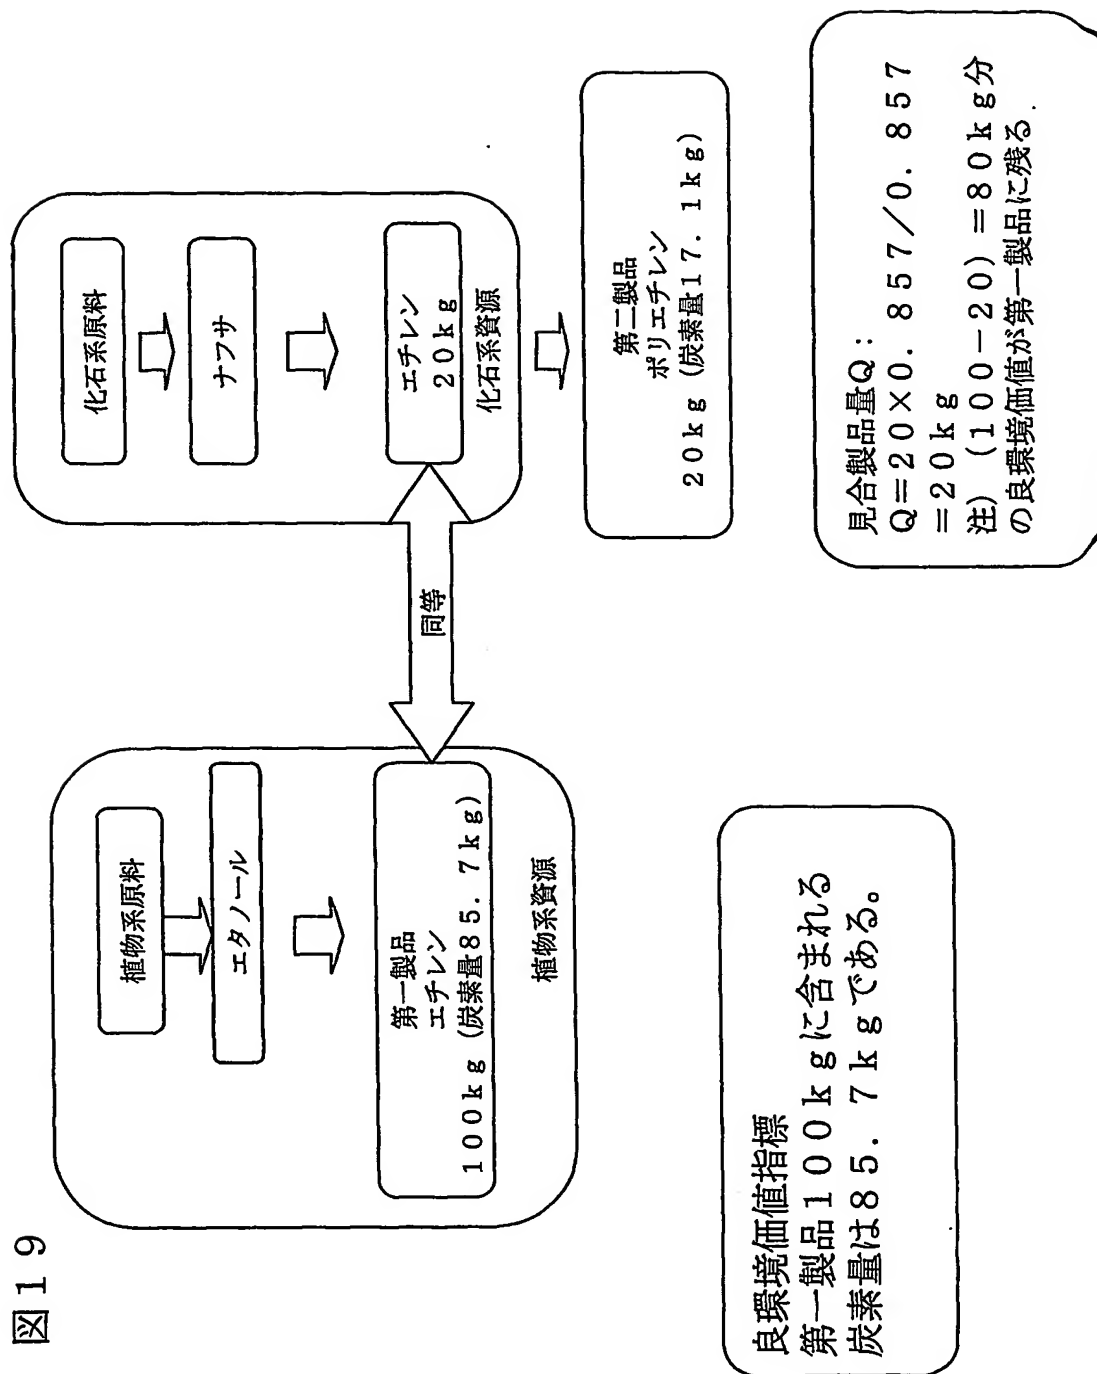 図19
植物系原料
エタノール
第一製品
エチレン
100kg（炭素量85．7kg）
植物系資源
同等
化石系原料
ナフサ
エチレン
20kg
化石系資源
第二製品
ポリエチレン
20kg（炭素量17．1kg）
良環境価値指標
第一製品100kgに含まれる
炭素量は85．7kgである。
見合製品量Q：
Q＝20×0．857／0．857
＝20kg
注）（100－20）＝80kg分
の良環境価値が第一製品に残る．